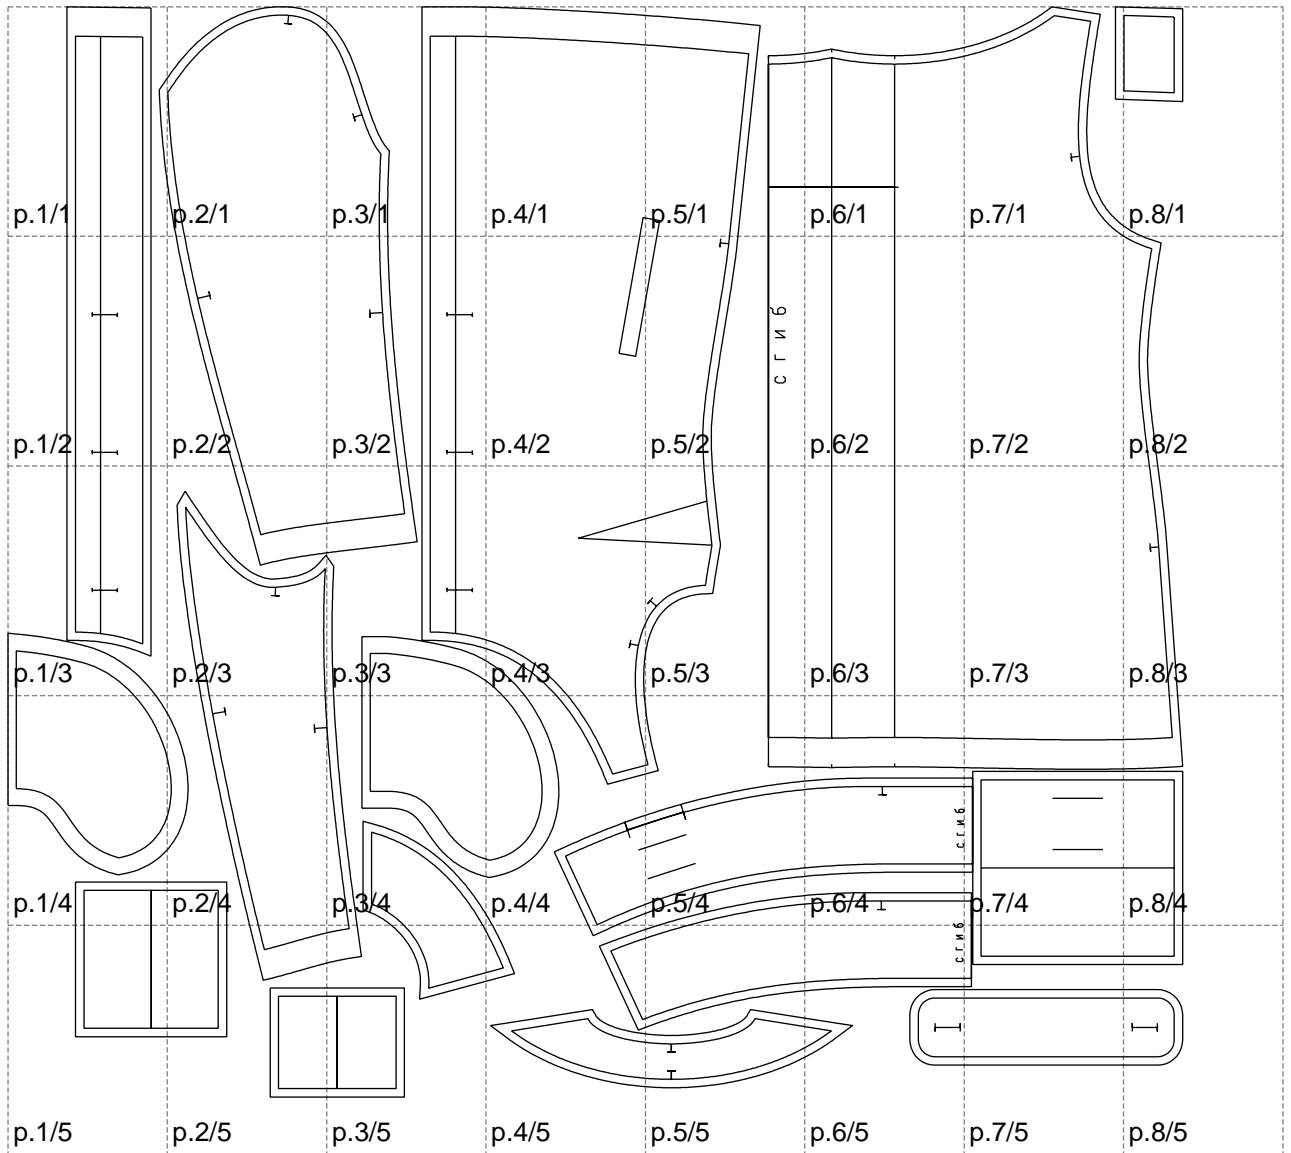 p.1/1 p.2/1 p.3/1 p.4/1 p.5/1 p.6/1 p.7/1 p.8/1
сгиб
p.1/2 p.2/2 p.3/2 p.4/2 p.5/2 p.6/2 p.7/2 p.8/2
p.1/3 p.2/3 p.3/3 p.4/3 p.5/3 p.6/3 p.7/3 p.8/3
сгиб
p.1/4 p.2/4 p.3/4 p.4/4 p.5/4 p.6/4 p.7/4 p.8/4
сгиб
p.1/5 p.2/5 p.3/5 p.4/5 p.5/5 p.6/5 p.7/5 p.8/5